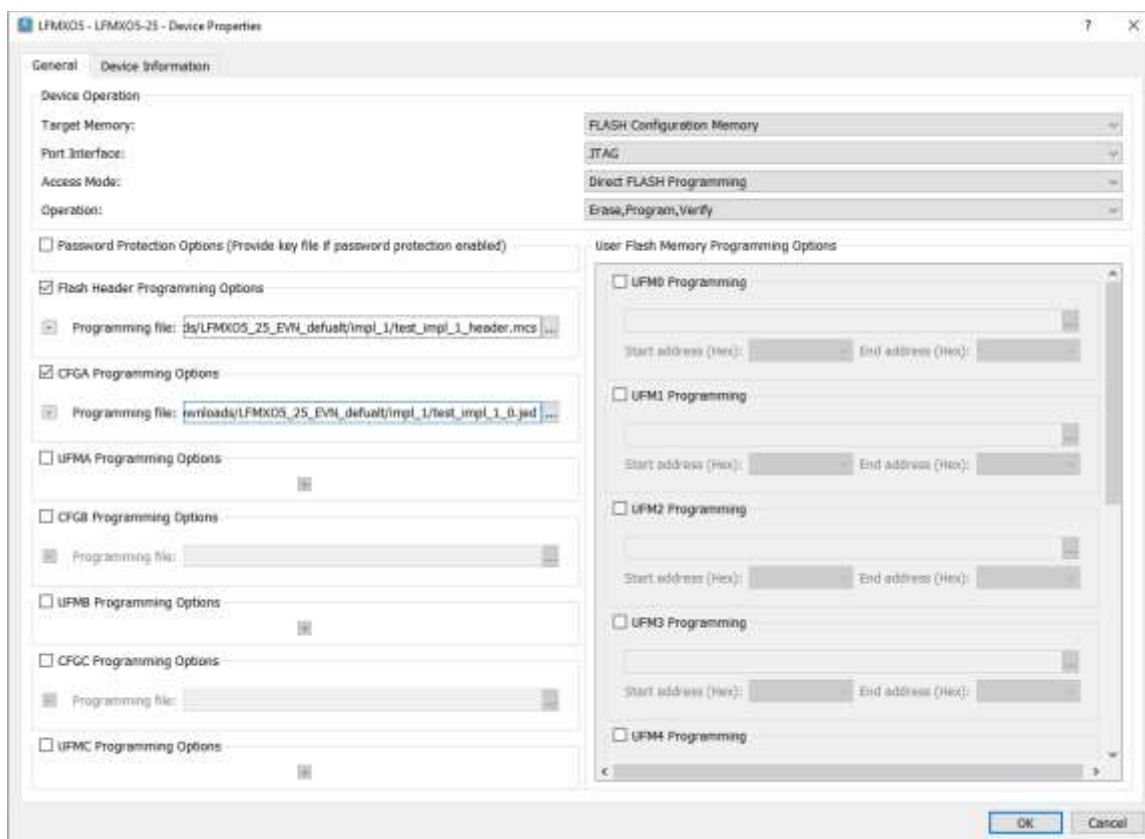 LFMXO5 - LFMXO5-25 - Device Properties
? X
General Device Information
Device Operation
Target Memory: FLASH Configuration Memory
Port Interface: JTAG
Access Mode: Direct FLASH Programming
Operation: Erase,Program,Verify
Password Protection Options (Provide key file if password protection enabled)
Flash Header Programming Options
Programming file: ds/LFMXO5_25_EVN_defualt/impl_1/test_impl_1_header.mcs ...
CFGA Programming Options
Programming file: wnloads/LFMXO5_25_EVN_defualt/impl_1/test_impl_1_0.jed ...
UFMA Programming Options
CFGB Programming Options
Programming file: ...
UFMB Programming Options
CFGC Programming Options
Programming file: ...
UFMC Programming Options
User Flash Memory Programming Options
UFM0 Programming
...
Start address (Hex): End address (Hex):
UFM1 Programming
...
Start address (Hex): End address (Hex):
UFM2 Programming
...
Start address (Hex): End address (Hex):
UFM3 Programming
...
Start address (Hex): End address (Hex):
UFM4 Programming
OK Cancel